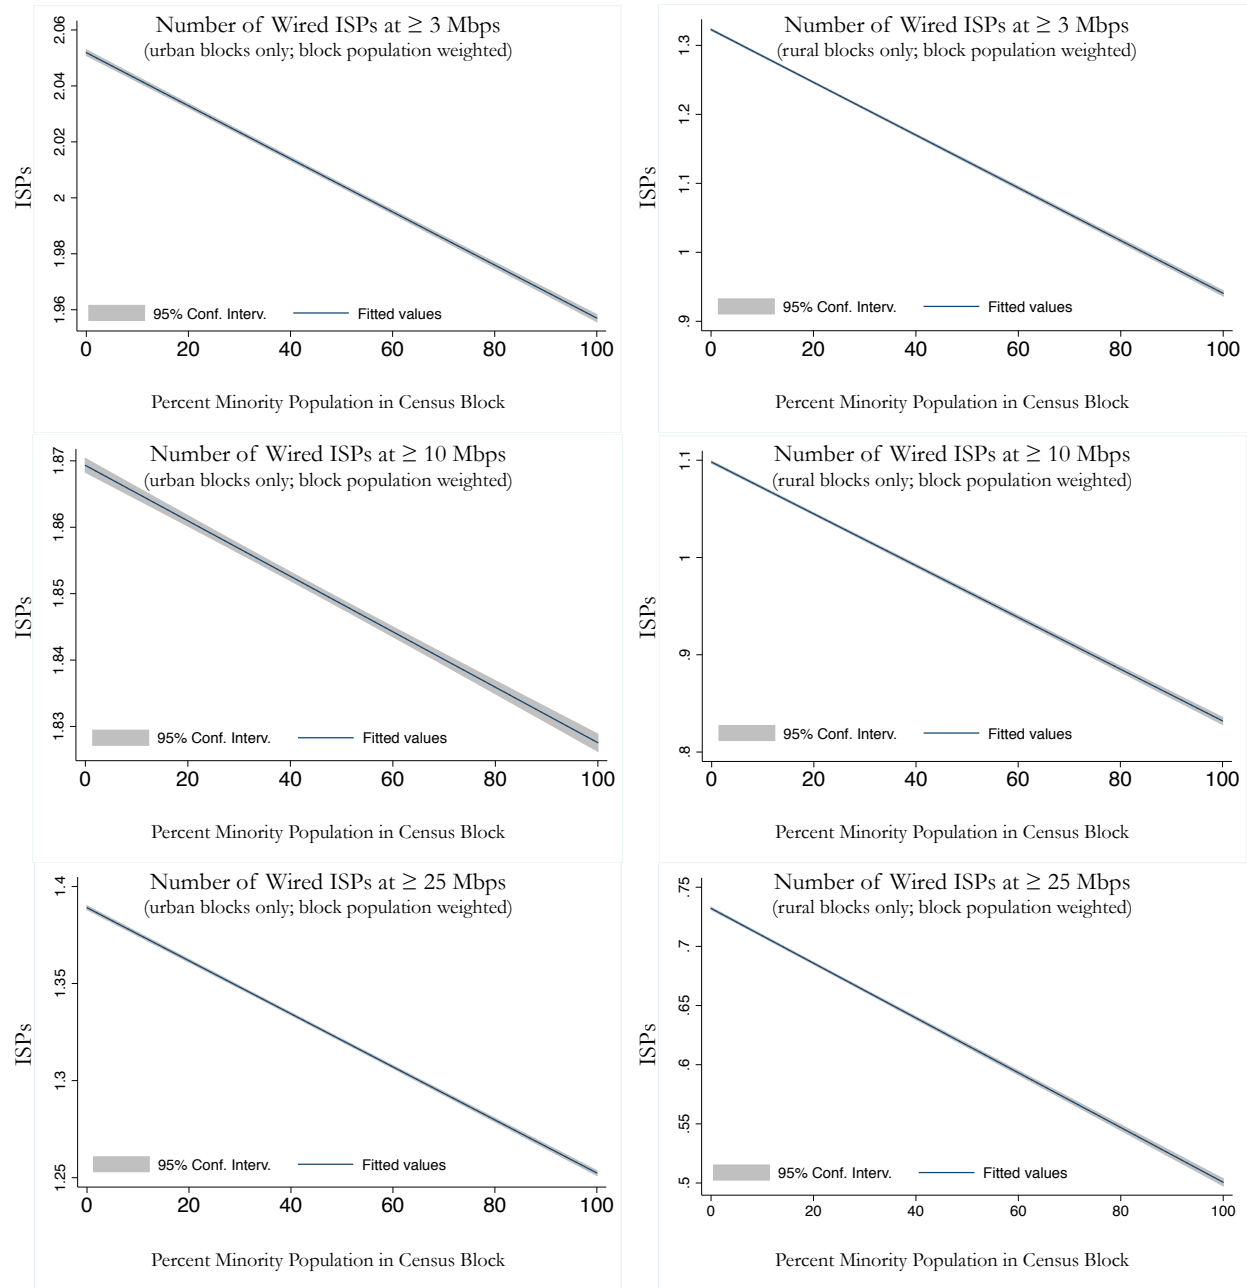 Number of Wired ISPs at ≥ 3 Mbps
(urban blocks only; block population weighted)
ISPs
2.06
2.04
2.02
2
1.98
1.96
95% Conf. Interv.
Fitted values
0 20 40 60 80 100
Percent Minority Population in Census Block
Number of Wired ISPs at ≥ 3 Mbps
(rural blocks only; block population weighted)
ISPs
1.3
1.2
1.1
1
.9
95% Conf. Interv.
Fitted values
0 20 40 60 80 100
Percent Minority Population in Census Block
Number of Wired ISPs at ≥ 10 Mbps
(urban blocks only; block population weighted)
ISPs
1.87
1.86
1.85
1.84
1.83
95% Conf. Interv.
Fitted values
0 20 40 60 80 100
Percent Minority Population in Census Block
Number of Wired ISPs at ≥ 10 Mbps
(rural blocks only; block population weighted)
ISPs
1.1
1
.9
.8
95% Conf. Interv.
Fitted values
0 20 40 60 80 100
Percent Minority Population in Census Block
Number of Wired ISPs at ≥ 25 Mbps
(urban blocks only; block population weighted)
ISPs
1.4
1.35
1.3
1.25
95% Conf. Interv.
Fitted values
0 20 40 60 80 100
Percent Minority Population in Census Block
Number of Wired ISPs at ≥ 25 Mbps
(rural blocks only; block population weighted)
ISPs
.75
.7
.65
.6
.55
.5
95% Conf. Interv.
Fitted values
0 20 40 60 80 100
Percent Minority Population in Census Block